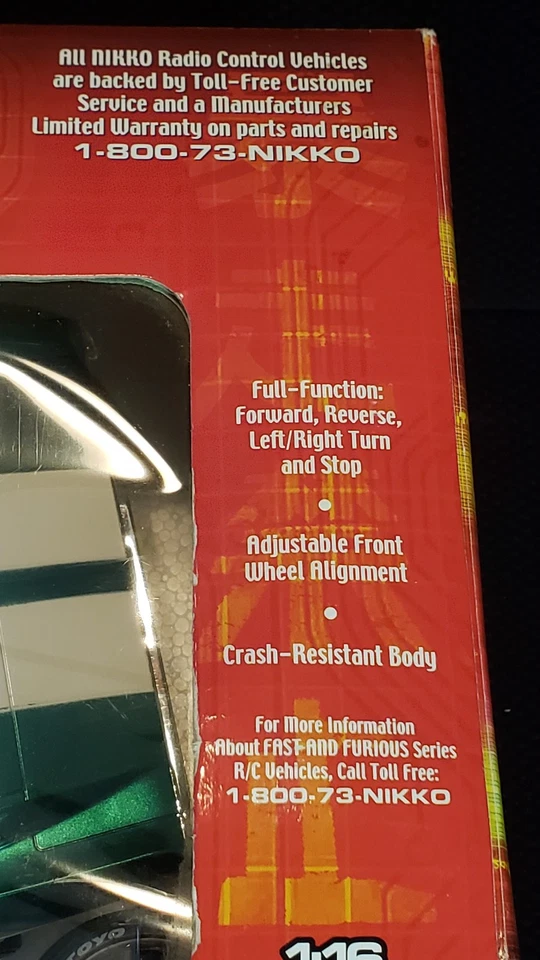 All NIKKO Radio Control Vehicles
are backed by Toll-Free Customer
Service and a Manufacturers
Limited Warranty on parts and repairs
1-800-73-NIKKO
Full-Function:
Forward, Reverse,
Left/Right Turn
and Stop
●
Adjustable Front
Wheel Alignment
●
Crash-Resistant Body
For More Information
About FAST AND FURIOUS Series
R/C Vehicles, Call Toll Free:
1-800-73-NIKKO
TOYO
1:16